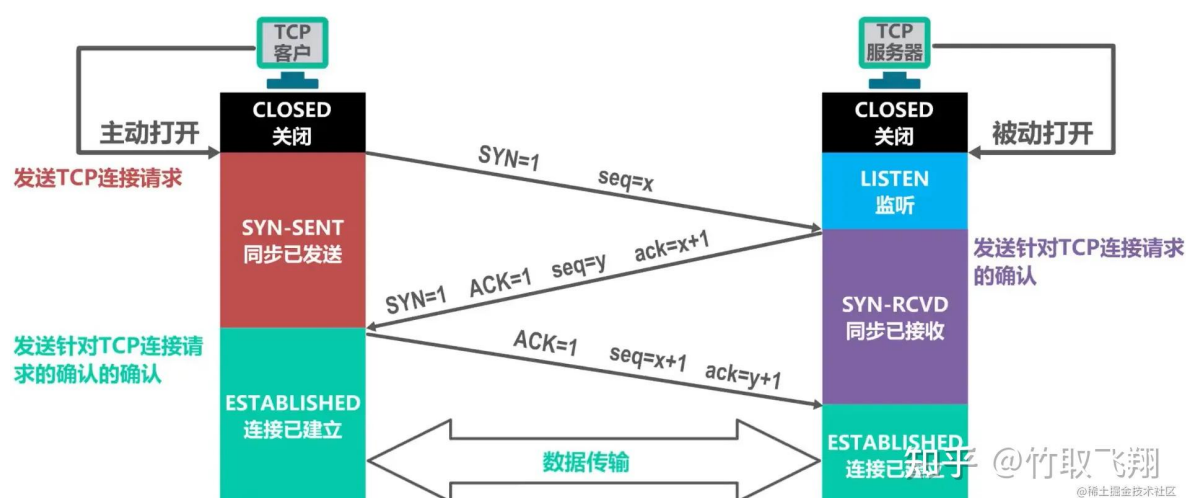 TCP
客户
TCP
服务器
CLOSED
关闭
CLOSED
关闭
主动打开
被动打开
发送TCP连接请求
SYN=1 seq=x
LISTEN
监听
SYN-SENT
同步已发送
SYN=1 ACK=1 seq=y ack=x+1
发送针对TCP连接请求
的确认
SYN-RCVD
同步已接收
发送针对TCP连接请
求的确认的确认
ACK=1 seq=x+1 ack=y+1
ESTABLISHED
连接已建立
数据传输
ESTABLISHED
连接已建立
知乎 @竹取飞翔
@稀土掘金技术社区